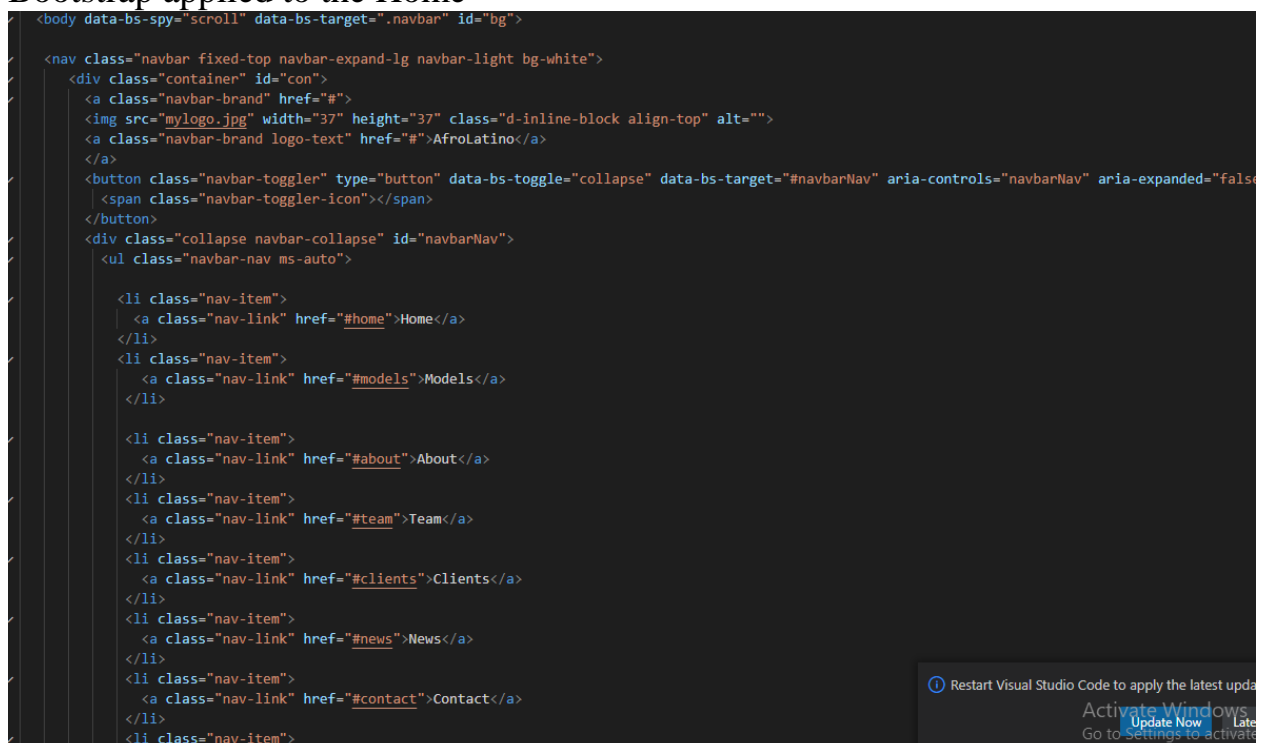 Bootstrap applied to the Home
<body data-bs-spy="scroll" data-bs-target=".navbar" id="bg">
<nav class="navbar fixed-top navbar-expand-lg navbar-light bg-white">
<div class="container" id="con">
<a class="navbar-brand" href="#">
<img src="mylogo.jpg" width="37" height="37" class="d-inline-block align-top" alt="">
<a class="navbar-brand logo-text" href="#">AfroLatino</a>
</a>
<button class="navbar-toggler" type="button" data-bs-toggle="collapse" data-bs-target="#navbarNav" aria-controls="navbarNav" aria-expanded="false
<span class="navbar-toggler-icon"></span>
</button>
<div class="collapse navbar-collapse" id="navbarNav">
<ul class="navbar-nav ms-auto">
<li class="nav-item">
<a class="nav-link" href="#home">Home</a>
</li>
<li class="nav-item">
<a class="nav-link" href="#models">Models</a>
</li>
<li class="nav-item">
<a class="nav-link" href="#about">About</a>
</li>
<li class="nav-item">
<a class="nav-link" href="#team">Team</a>
</li>
<li class="nav-item">
<a class="nav-link" href="#clients">Clients</a>
</li>
<li class="nav-item">
<a class="nav-link" href="#news">News</a>
</li>
<li class="nav-item">
<a class="nav-link" href="#contact">Contact</a>
</li>
<li class="nav-item">
Restart Visual Studio Code to apply the latest upda
Activate Windows
Update Now Late
Go to Settings to activate